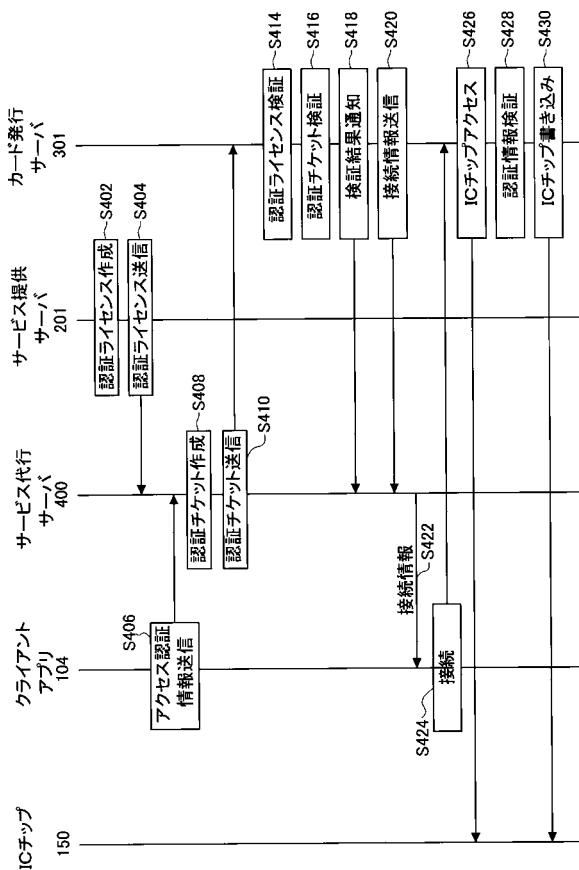 ICチップ
150
クライアント
アプリ
104
サービス代行
サーバ
400
サービス提供
サーバ
201
カード発行
サーバ
301
認証ライセンス作成
S402
認証ライセンス送信
S404
S406
アクセス認証
情報送信
認証チケット作成
S408
認証チケット送信
S410
認証ライセンス検証
S414
認証チケット検証
S416
検証結果通知
S418
接続情報送信
S420
接続情報
S422
S424
接続
ICチップアクセス
S426
認証情報検証
S428
ICチップ書き込み
S430